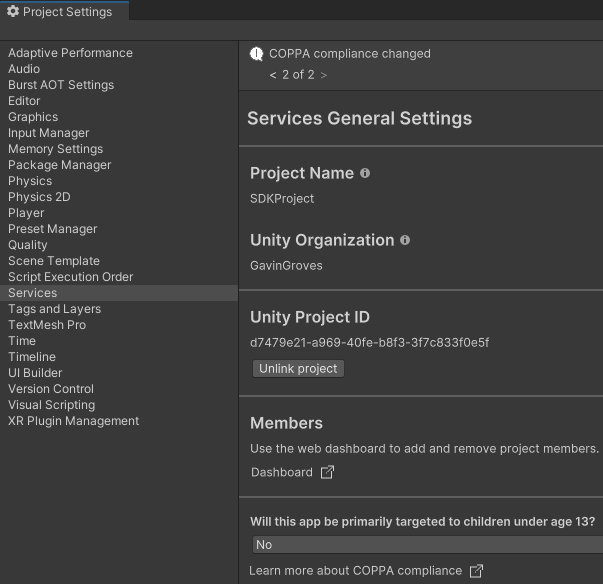 Project Settings
Adaptive Performance
Audio
Burst AOT Settings
Editor
Graphics
Input Manager
Memory Settings
Package Manager
Physics
Physics 2D
Player
Preset Manager
Quality
Scene Template
Script Execution Order
Services
Tags and Layers
TextMesh Pro
Time
Timeline
UI Builder
Version Control
Visual Scripting
XR Plugin Management
COPPA compliance changed
< 2 of 2 >
Services General Settings
Project Name
SDKProject
Unity Organization
GavinGroves
Unity Project ID
d7479e21-a969-40fe-b8f3-3f7c833f0e5f
Unlink project
Members
Use the web dashboard to add and remove project members.
Dashboard
Will this app be primarily targeted to children under age 13?
No
Learn more about COPPA compliance